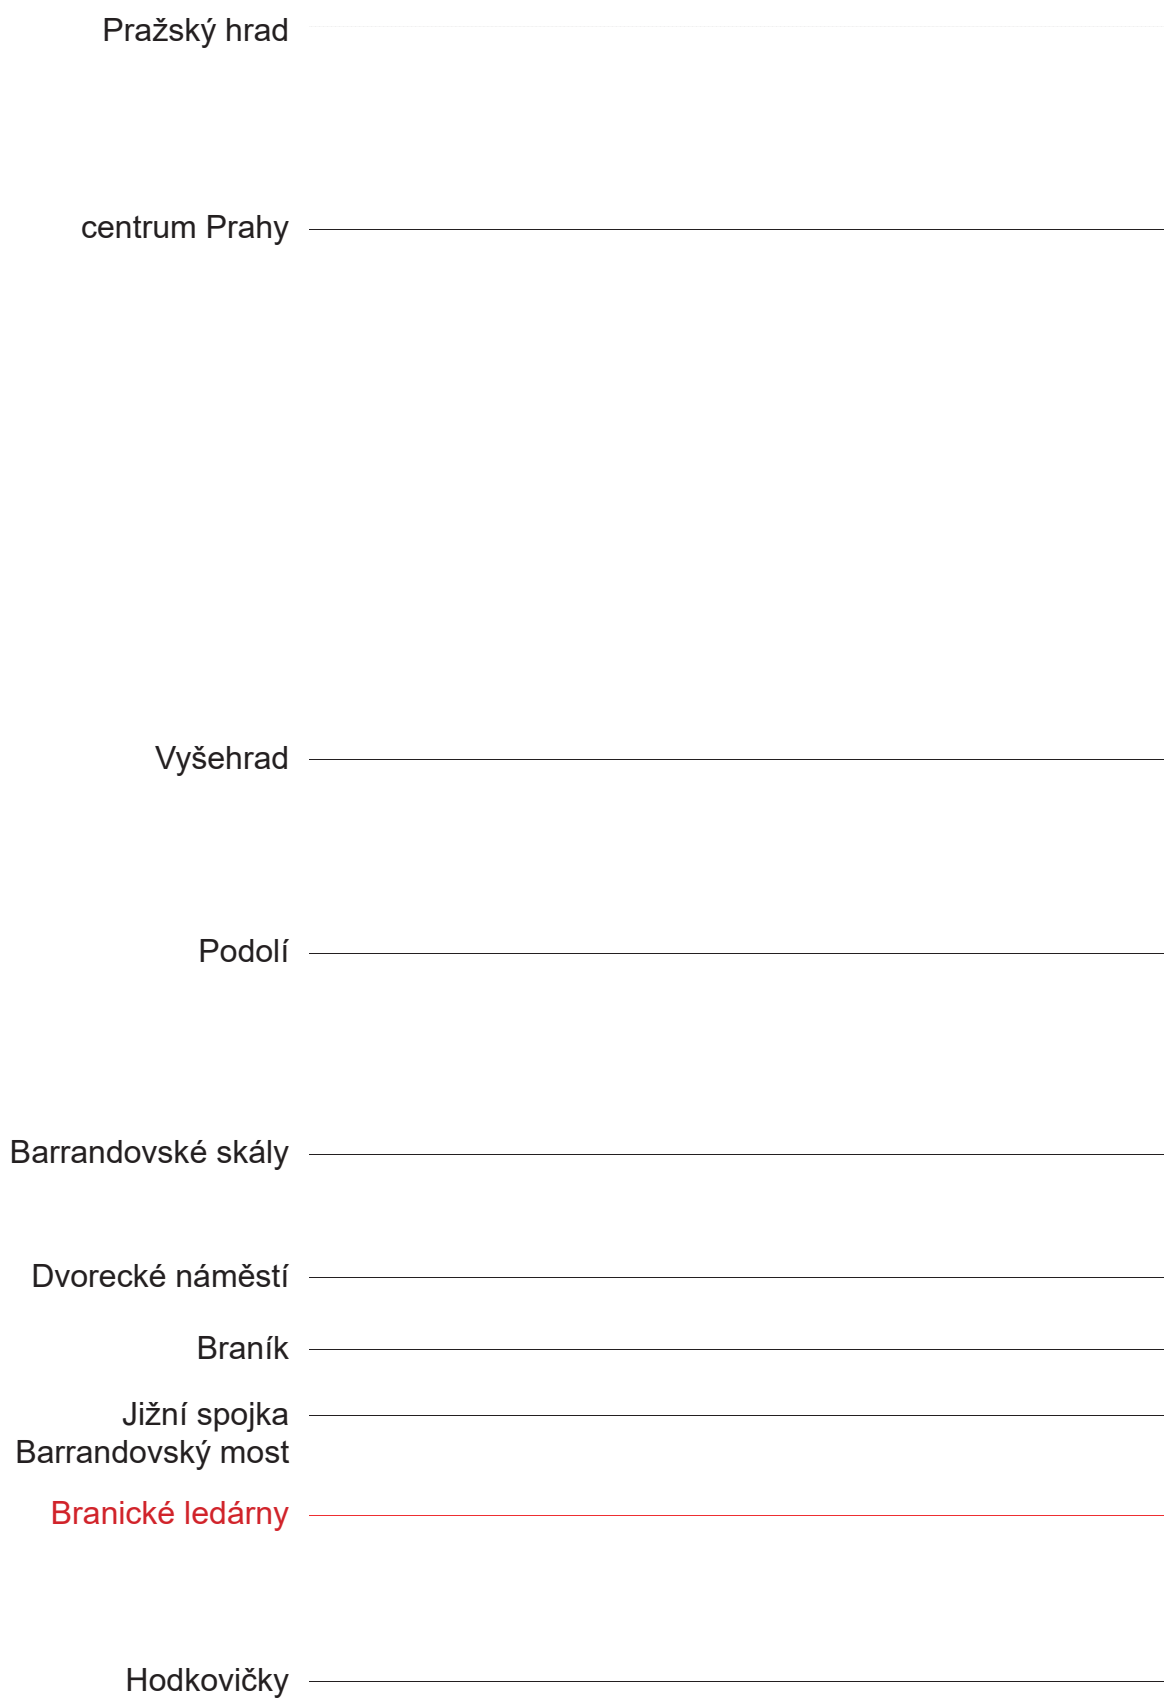 Pražský hrad
centrum Prahy
Vyšehrad
Podolí
Barrandovské skály
Dvorecké náměstí
Braník
Jižní spojka
Barrandovský most
Branické ledárny
Hodkovičky